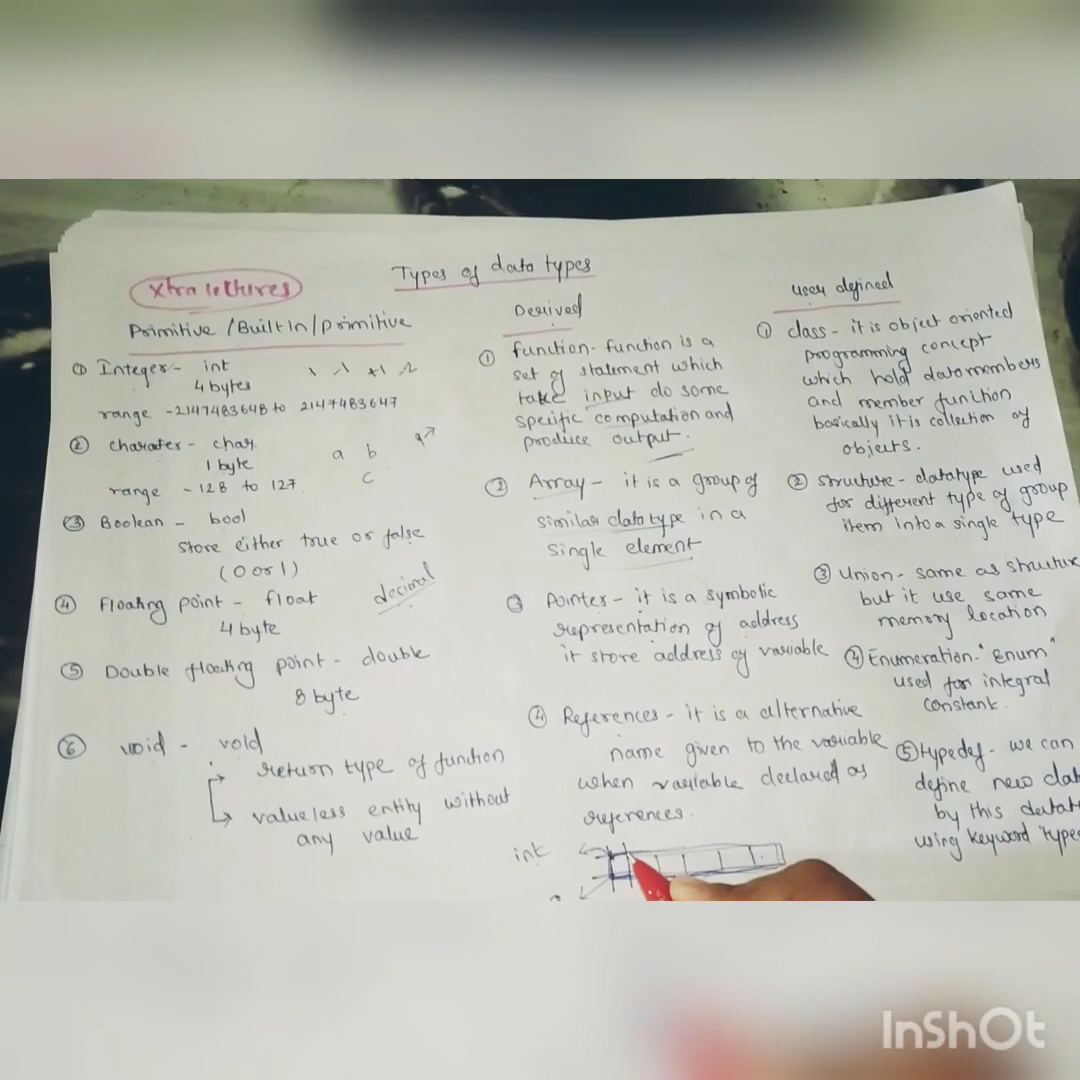 Xtra lectures
Types of data types
Primitive /Built In/primitive
① Integer - int
4 bytes
range -2147483648 to 2147483647
② charater - char
1 byte
a b
c
range -128 to 127
③ Boolean - bool
store either true or false
(0 or 1)
④ Floating point - float
decimal
4 byte
⑤ Double floating point - double
8 byte
⑥ void - void
return type of function
valueless entity without
any value
Derived
① function - function is a
set of statement which
take input do some
specific computation and
produce output.
② Array - it is a group of
similar data type in a
single element
③ Pointer - it is a symbolic
representation of address
it store address of variable
④ References - it is a alternative
name given to the variable
when variable declared as
references.
int
user defined
① class - it is object oriented
programming concept
which hold data members
and member function
basically it is collection of
objects.
② structure - datatype used
for different type of group
item into a single type
③ Union - same as structure
but it use same
memory location
④ Enumeration - "enum"
used for integral
constant.
⑤ typedef - we can
define new dat
by this datat
using keyword 'type
InShOt